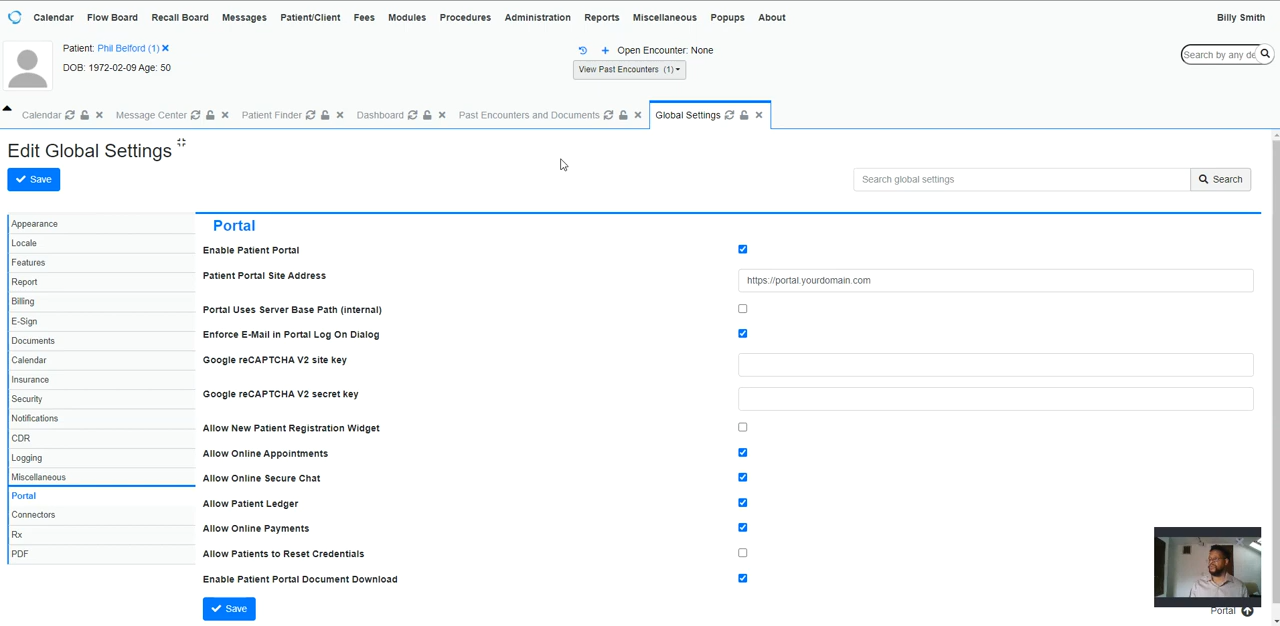 Calendar Flow Board Recall Board Messages Patient/Client Fees Modules Procedures Administration Reports Miscellaneous Popups About Billy Smith
Patient: Phil Belford (1)
DOB: 1972-02-09 Age: 50
Open Encounter: None
View Past Encounters (1)
Search by any de
Calendar Message Center Patient Finder Dashboard Past Encounters and Documents Global Settings
Edit Global Settings
Save
Search global settings
Search
Appearance
Locale
Features
Report
Billing
E-Sign
Documents
Calendar
Insurance
Security
Notifications
CDR
Logging
Miscellaneous
Portal
Connectors
Rx
PDF
Portal
Enable Patient Portal
Patient Portal Site Address
https://portal.yourdomain.com
Portal Uses Server Base Path (internal)
Enforce E-Mail in Portal Log On Dialog
Google reCAPTCHA V2 site key
Google reCAPTCHA V2 secret key
Allow New Patient Registration Widget
Allow Online Appointments
Allow Online Secure Chat
Allow Patient Ledger
Allow Online Payments
Allow Patients to Reset Credentials
Enable Patient Portal Document Download
Save
Portal